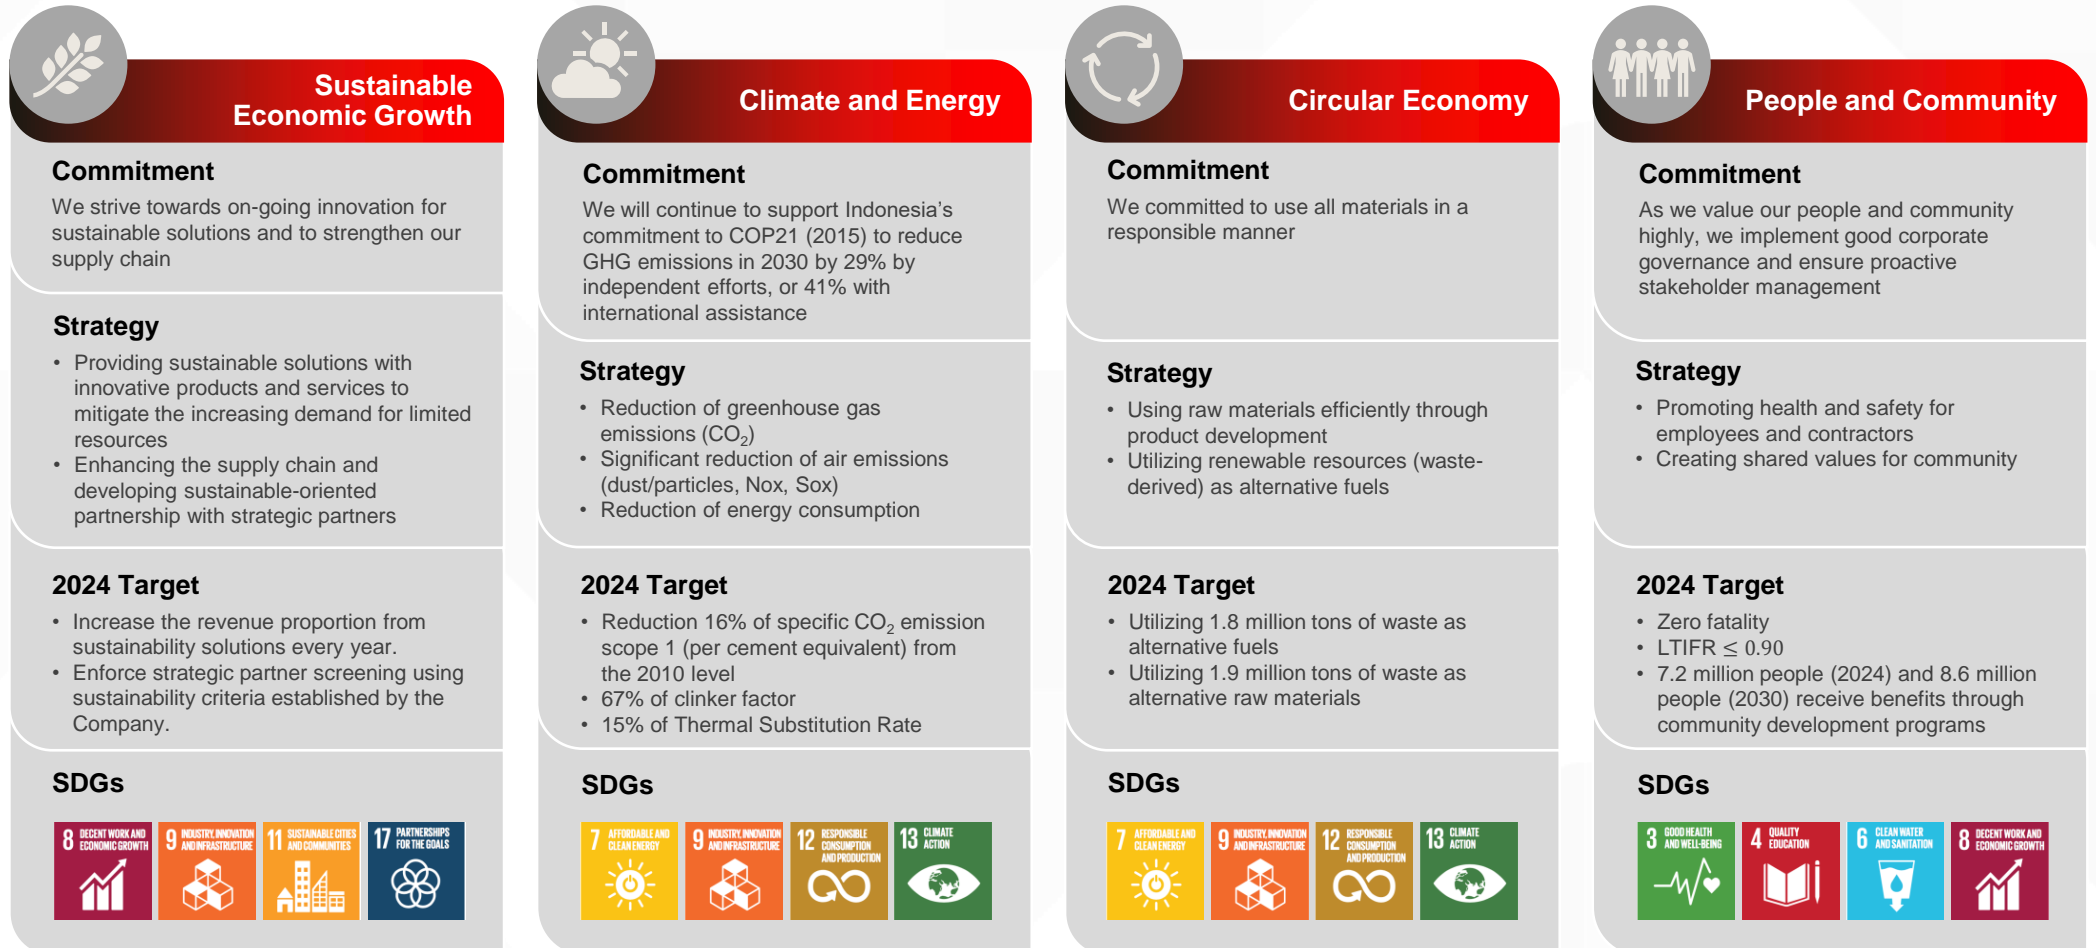 Sustainable
Economic Growth
Commitment
We strive towards on-going innovation for
sustainable solutions and to strengthen our
supply chain
Strategy
• Providing sustainable solutions with
innovative products and services to
mitigate the increasing demand for limited
resources
• Enhancing the supply chain and
developing sustainable-oriented
partnership with strategic partners
2024 Target
• Increase the revenue proportion from
sustainability solutions every year.
• Enforce strategic partner screening using
sustainability criteria established by the
Company.
SDGs
8 DECENT WORK AND
ECONOMIC GROWTH
9 INDUSTRY, INNOVATION
AND INFRASTRUCTURE
11 SUSTAINABLE CITIES
AND COMMUNITIES
17 PARTNERSHIPS
FOR THE GOALS
Climate and Energy
Commitment
We will continue to support Indonesia’s
commitment to COP21 (2015) to reduce
GHG emissions in 2030 by 29% by
independent efforts, or 41% with
international assistance
Strategy
• Reduction of greenhouse gas
emissions (CO₂)
• Significant reduction of air emissions
(dust/particles, Nox, Sox)
• Reduction of energy consumption
2024 Target
• Reduction 16% of specific CO₂ emission
scope 1 (per cement equivalent) from
the 2010 level
• 67% of clinker factor
• 15% of Thermal Substitution Rate
SDGs
7 AFFORDABLE AND
CLEAN ENERGY
9 INDUSTRY, INNOVATION
AND INFRASTRUCTURE
12 RESPONSIBLE
CONSUMPTION
AND PRODUCTION
13 CLIMATE
ACTION
Circular Economy
Commitment
We committed to use all materials in a
responsible manner
Strategy
• Using raw materials efficiently through
product development
• Utilizing renewable resources (waste-
derived) as alternative fuels
2024 Target
• Utilizing 1.8 million tons of waste as
alternative fuels
• Utilizing 1.9 million tons of waste as
alternative raw materials
SDGs
7 AFFORDABLE AND
CLEAN ENERGY
9 INDUSTRY, INNOVATION
AND INFRASTRUCTURE
12 RESPONSIBLE
CONSUMPTION
AND PRODUCTION
13 CLIMATE
ACTION
People and Community
Commitment
As we value our people and community
highly, we implement good corporate
governance and ensure proactive
stakeholder management
Strategy
• Promoting health and safety for
employees and contractors
• Creating shared values for community
2024 Target
• Zero fatality
• LTIFR ≤ 0.90
• 7.2 million people (2024) and 8.6 million
people (2030) receive benefits through
community development programs
SDGs
3 GOOD HEALTH
AND WELL-BEING
4 QUALITY
EDUCATION
6 CLEAN WATER
AND SANITATION
8 DECENT WORK AND
ECONOMIC GROWTH